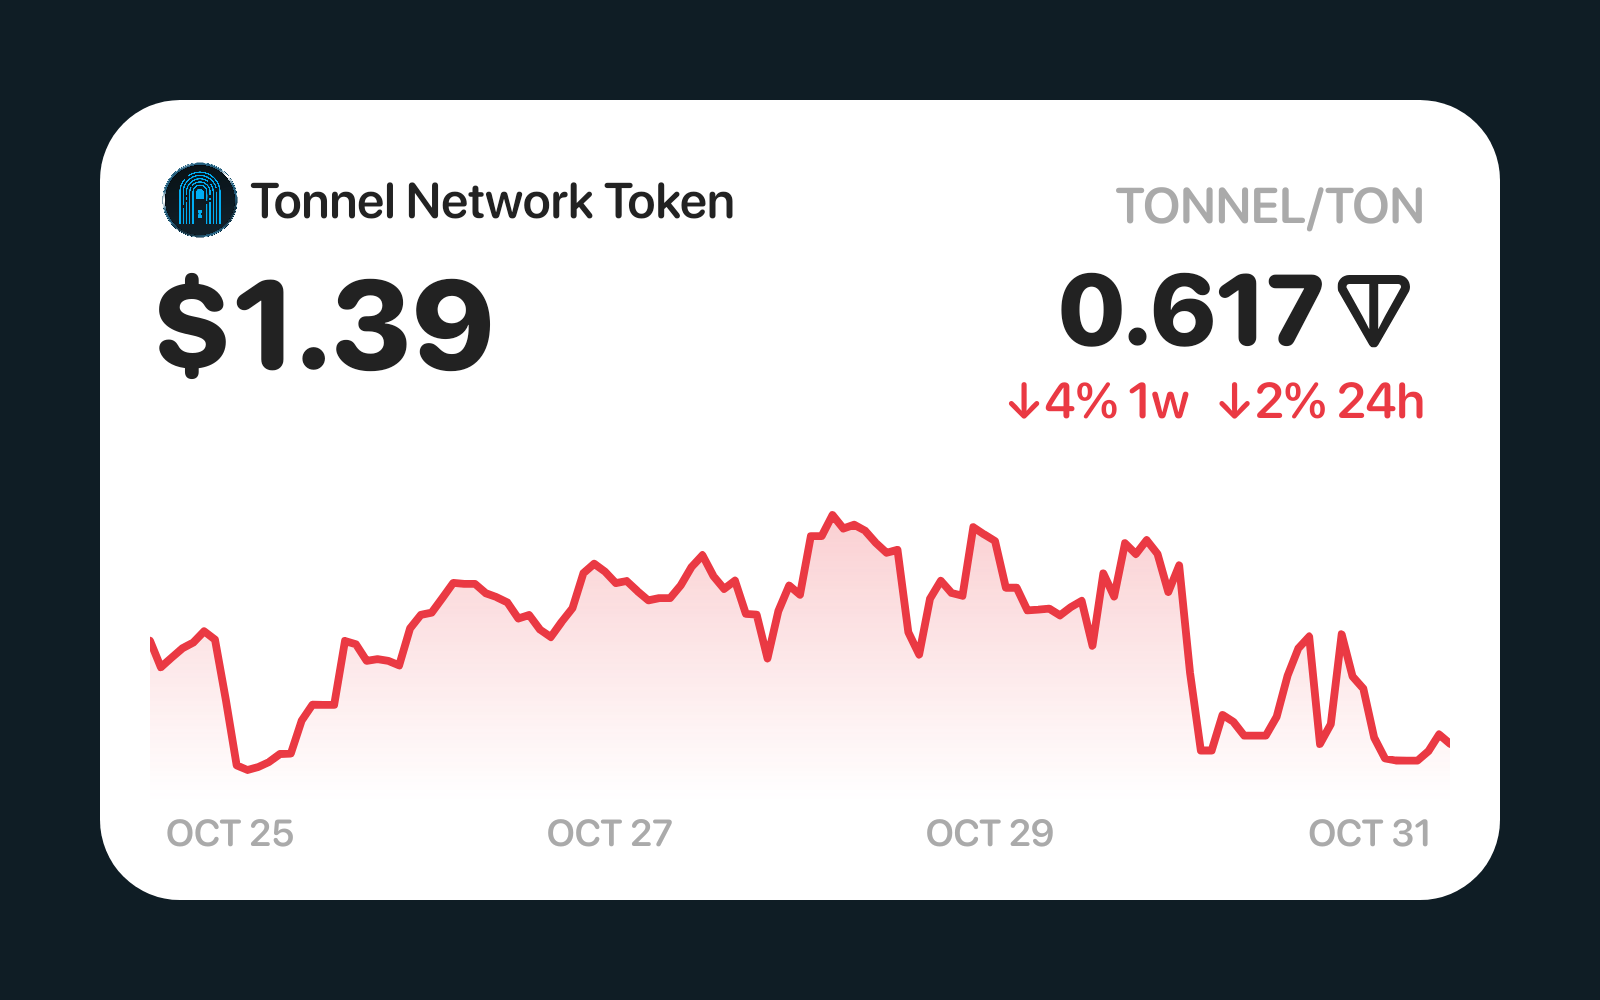 Tonnel Network Token
TONNEL/TON
$1.39
0.617
↓4% 1w ↓2% 24h
OCT 25 OCT 27 OCT 29 OCT 31